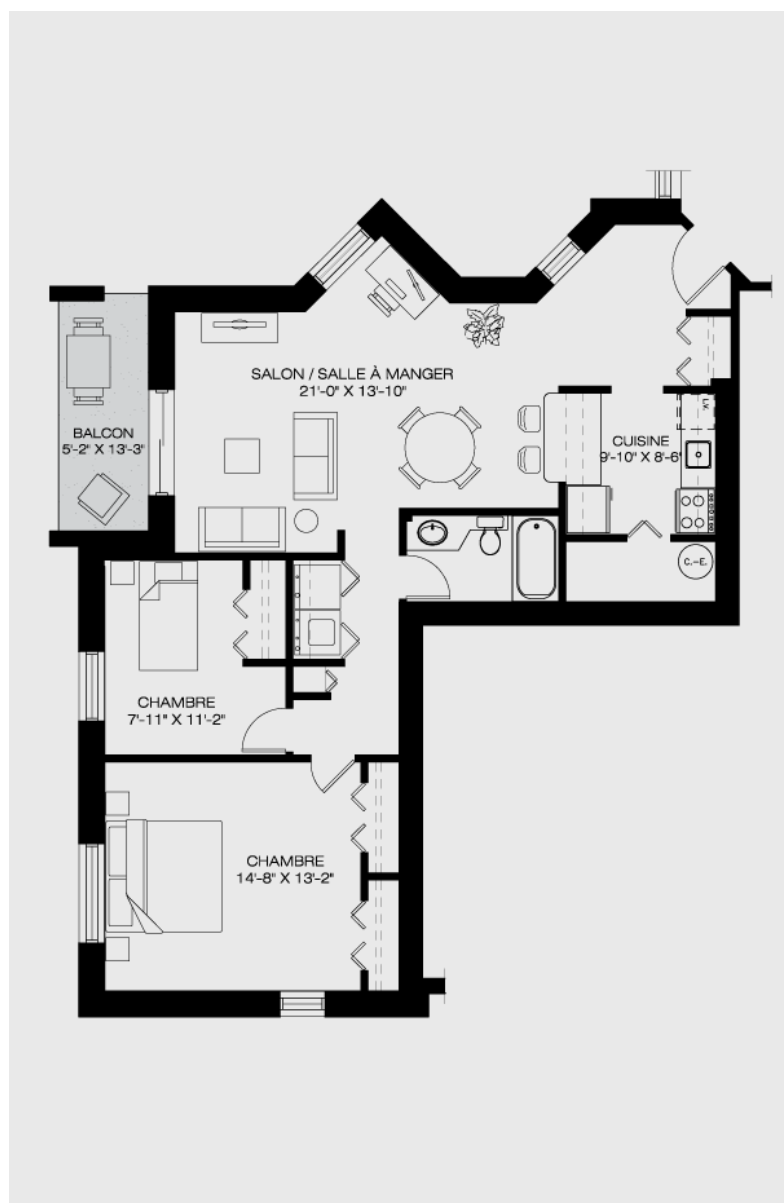 SALON / SALLE À MANGER
21'-0" X 13'-10"
BALCON
5'-2" X 13'-3"
L.V.
CUISINE
9'-10" X 8'-6"
C.-E.
CHAMBRE
7'-11" X 11'-2"
CHAMBRE
14'-8" X 13'-2"